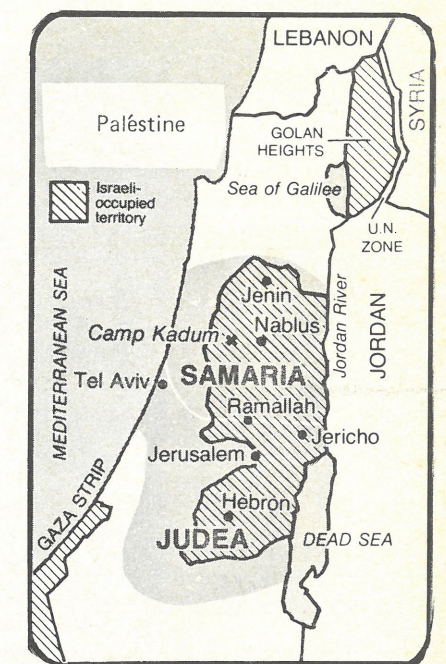 LEBANON
SYRIA
Paléstine
GOLAN
HEIGHTS
Israeli-
occupied
territory
Sea of Galilee
U.N.
ZONE
MEDITERRANEAN SEA
Jenin
Jordan River
JORDAN
Camp Kadum
Nablus
Tel Aviv
SAMARIA
Ramallah
Jericho
Jerusalem
GAZA STRIP
Hebron
JUDEA
DEAD SEA